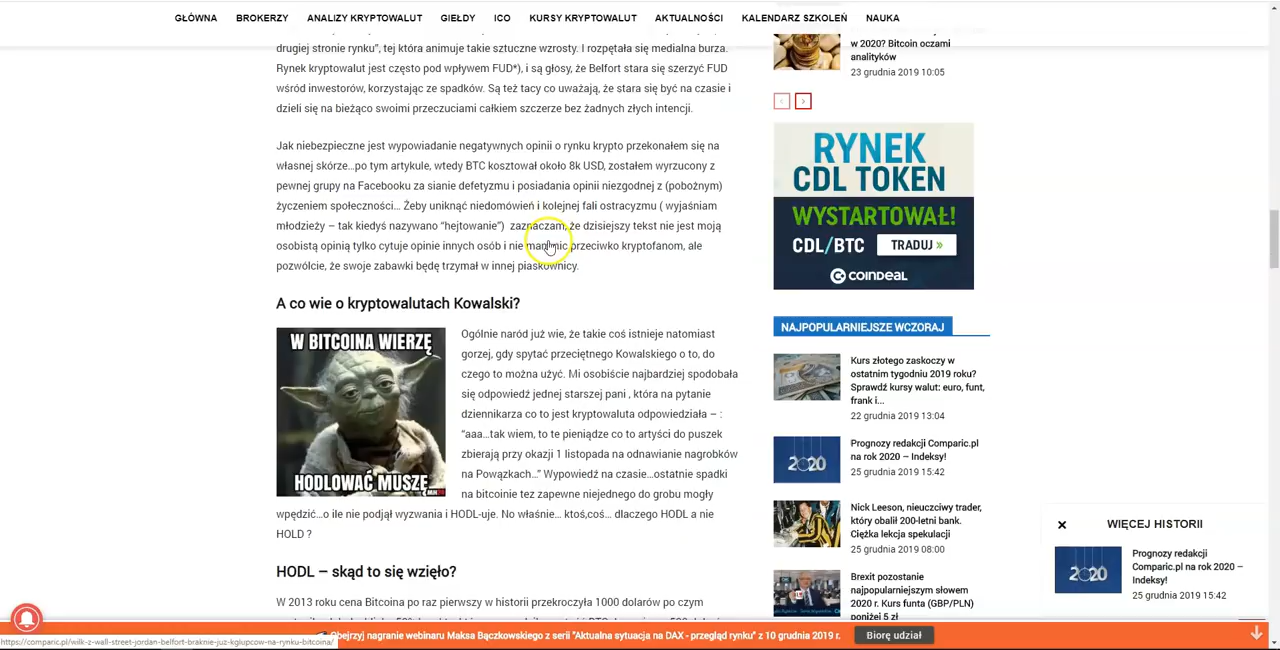 GŁÓWNA BROKERZY ANALIZY KRYPTOWALUT GIEŁDY ICO KURSY KRYPTOWALUT AKTUALNOŚCI KALENDARZ SZKOLEŃ NAUKA
drugiej stronie rynku", tej która animuje takie sztuczne wzrosty. I rozpętała się medialna burza.
Rynek kryptowalut jest często pod wpływem FUD*), i są głosy, że Belfort stara się szerzyć FUD
wśród inwestorów, korzystając ze spadków. Są też tacy co uważają, że stara się być na czasie i
dzieli się na bieżąco swoimi przeczuciami całkiem szczerze bez żadnych złych intencji.
Jak niebezpieczne jest wypowiadanie negatywnych opinii o rynku krypto przekonałem się na
własnej skórze…po tym artykule, wtedy BTC kosztował około 8k USD, zostałem wyrzucony z
pewnej grupy na Facebooku za sianie defetyzmu i posiadania opinii niezgodnej z (pobożnym)
życzeniem społeczności… Żeby uniknąć niedomówień i kolejnej fali ostracyzmu ( wyjaśniam
młodzieży – tak kiedyś nazywano "hejtowanie") zaznaczam, że dzisiejszy tekst nie jest moją
osobistą opinią tylko cytuje opinie innych osób i nie mam nic przeciwko kryptofanom, ale
pozwólcie, że swoje zabawki będę trzymał w innej piaskownicy.
A co wie o kryptowalutach Kowalski?
W BITCOINA WIERZĘ
HODLOWAĆ MUSZĘ
Ogólnie naród już wie, że takie coś istnieje natomiast
gorzej, gdy spytać przeciętnego Kowalskiego o to, do
czego to można użyć. Mi osobiście najbardziej spodobała
się odpowiedź jednej starszej pani , która na pytanie
dziennikarza co to jest kryptowaluta odpowiedziała – :
"aaa…tak wiem, to te pieniądze co to artyści do puszek
zbierają przy okazji 1 listopada na odnawianie nagrobków
na Powązkach…" Wypowiedź na czasie…ostatnie spadki
na bitcoinie tez zapewne niejednego do grobu mogły
wpędzić…o ile nie podjął wyzwania i HODL-uje. No właśnie… ktoś,coś… dlaczego HODL a nie
HOLD ?
HODL – skąd to się wzięło?
W 2013 roku cena Bitcoina po raz pierwszy w historii przekroczyła 1000 dolarów po czym
w 2020? Bitcoin oczami
analityków
23 grudnia 2019 10:05
RYNEK
CDL TOKEN
WYSTARTOWAŁ!
CDL/BTC TRADUJ »
coindeal
NAJPOPULARNIEJSZE WCZORAJ
Kurs złotego zaskoczy w
ostatnim tygodniu 2019 roku?
Sprawdź kursy walut: euro, funt,
frank i...
22 grudnia 2019 13:04
2020
Prognozy redakcji Comparic.pl
na rok 2020 – Indeksy!
25 grudnia 2019 15:42
Nick Leeson, nieuczciwy trader,
który obalił 200-letni bank.
Ciężka lekcja spekulacji
25 grudnia 2019 08:00
Brexit pozostanie
najpopularniejszym słowem
2020 r. Kurs funta (GBP/PLN)
poniżej 5 zł
× WIĘCEJ HISTORII
2020
Prognozy redakcji
Comparic.pl na rok 2020 –
Indeksy!
25 grudnia 2019 15:42
Obejrzyj nagranie webinaru Maksa Bączkowskiego z serii "Aktualna sytuacja na DAX - przegląd rynku" z 10 grudnia 2019 r. Biorę udział
https://comparic.pl/wilk-z-wall-street-jordan-belfort-braknie-juz-kglupcow-na-rynku-bitcoina/